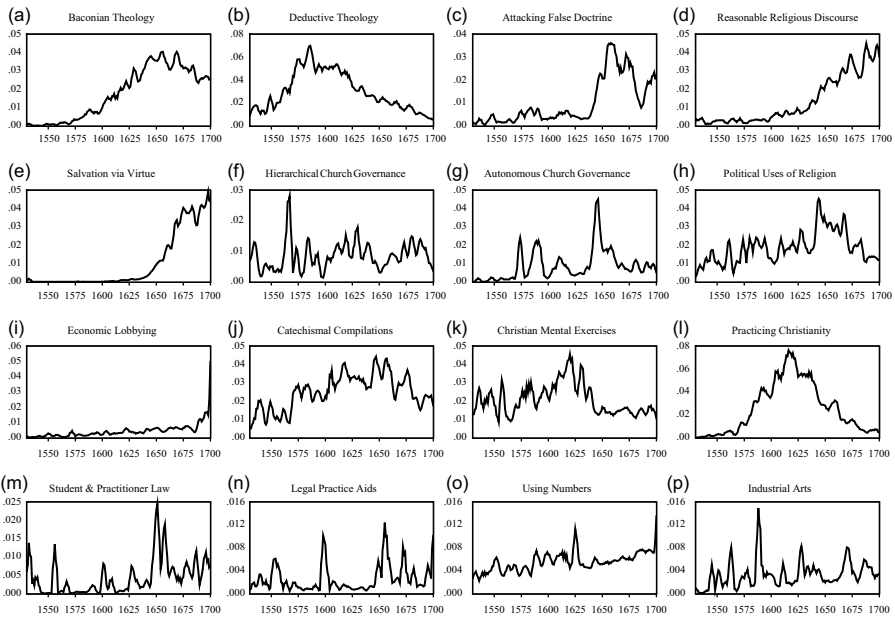 (a) Baconian Theology (b) Deductive Theology (c) Attacking False Doctrine (d) Reasonable Religious Discourse
.05 .08 .04 .05
.04 .06 .03 .04
.03 .04 .02 .03
.02 .02 .01 .02
.01 .00 .00 .01
.00 .00
1550 1575 1600 1625 1650 1675 1700 1550 1575 1600 1625 1650 1675 1700 1550 1575 1600 1625 1650 1675 1700 1550 1575 1600 1625 1650 1675 1700
(e) Salvation via Virtue (f) Hierarchical Church Governance (g) Autonomous Church Governance (h) Political Uses of Religion
.05 .03 .05 .05
.04 .02 .04 .04
.03 .01 .03 .03
.02 .00 .02 .02
.01 .01 .01
.00 .00 .00
1550 1575 1600 1625 1650 1675 1700 1550 1575 1600 1625 1650 1675 1700 1550 1575 1600 1625 1650 1675 1700 1550 1575 1600 1625 1650 1675 1700
(i) Economic Lobbying (j) Catechismal Compilations (k) Christian Mental Exercises (l) Practicing Christianity
.06 .05 .05 .08
.05 .04 .04 .06
.04 .03 .03 .04
.03 .02 .02 .02
.02 .01 .01 .00
.01 .00 .00
.00
1550 1575 1600 1625 1650 1675 1700 1550 1575 1600 1625 1650 1675 1700 1550 1575 1600 1625 1650 1675 1700 1550 1575 1600 1625 1650 1675 1700
(m) Student & Practitioner Law (n) Legal Practice Aids (o) Using Numbers (p) Industrial Arts
.025 .016 .016 .016
.020 .012 .012 .012
.015 .008 .008 .008
.010 .004 .004 .004
.005 .000 .000 .000
.000
1550 1575 1600 1625 1650 1675 1700 1550 1575 1600 1625 1650 1675 1700 1550 1575 1600 1625 1650 1675 1700 1550 1575 1600 1625 1650 1675 1700